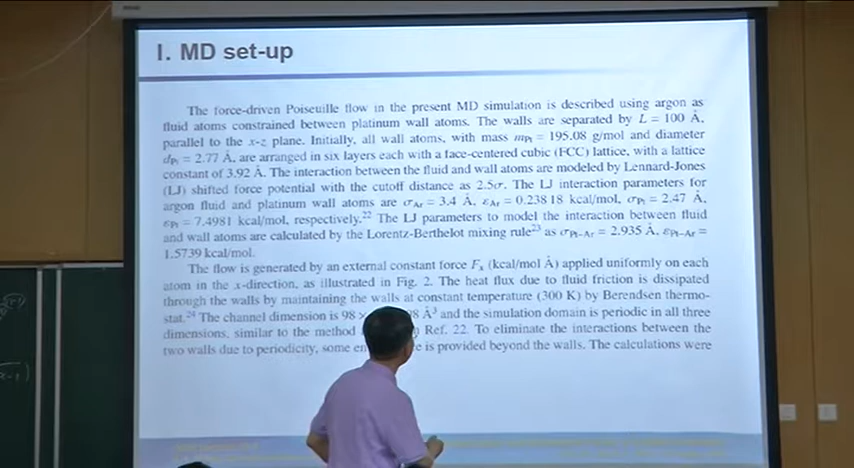 I. MD set-up
The force-driven Poiseuille flow in the present MD simulation is described using argon as
fluid atoms constrained between platinum wall atoms. The walls are separated by L = 100 Å,
parallel to the x-z plane. Initially, all wall atoms, with mass mPt = 195.08 g/mol and diameter
dPt = 2.77 Å, are arranged in six layers each with a face-centered cubic (FCC) lattice, with a lattice
constant of 3.92 Å. The interaction between the fluid and wall atoms are modeled by Lennard-Jones
(LJ) shifted force potential with the cutoff distance as 2.5σ. The LJ interaction parameters for
argon fluid and platinum wall atoms are σAr = 3.4 Å, εAr = 0.23818 kcal/mol, σPt = 2.47 Å,
εPt = 7.4981 kcal/mol, respectively.22 The LJ parameters to model the interaction between fluid
and wall atoms are calculated by the Lorentz-Berthelot mixing rule23 as σPt-Ar = 2.935 Å, εPt-Ar =
1.5739 kcal/mol.
The flow is generated by an external constant force Fx (kcal/mol Å) applied uniformly on each
atom in the x-direction, as illustrated in Fig. 2. The heat flux due to fluid friction is dissipated
through the walls by maintaining the walls at constant temperature (300 K) by Berendsen thermo-
stat.24 The channel dimension is 98 × 98 Å3 and the simulation domain is periodic in all three
dimensions, similar to the method Ref. 22. To eliminate the interactions between the
two walls due to periodicity, some is provided beyond the walls. The calculations were